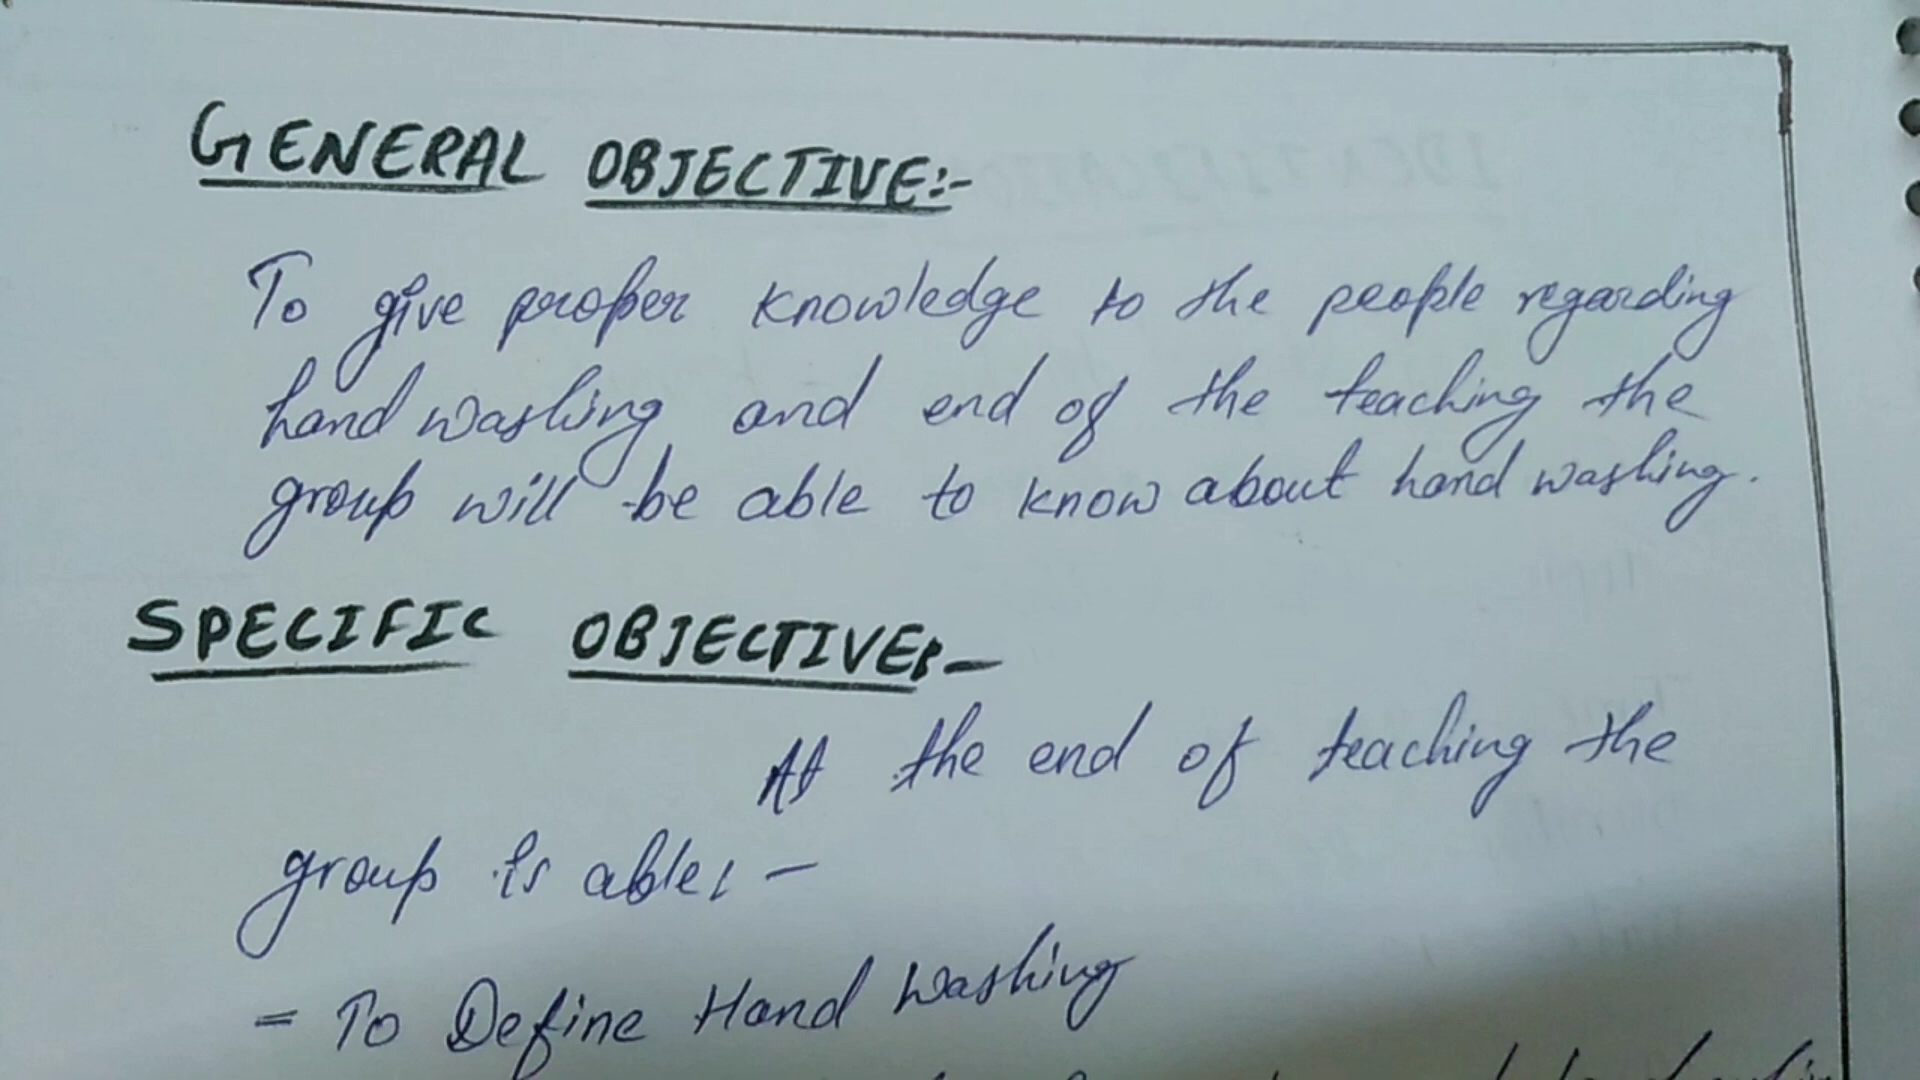 GENERAL OBJECTIVE:-
To give proper knowledge to the people regarding
hand washing and end of the teaching the
group will be able to know about hand washing.
SPECIFIC OBJECTIVE:-
At the end of teaching the
group is able:-
= To Define Hand Washing